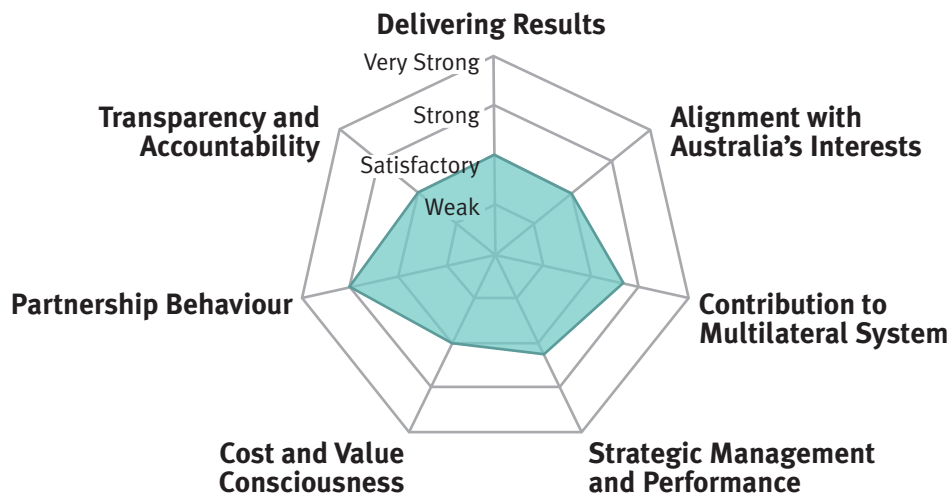 Delivering Results
Very Strong
Strong
Satisfactory
Weak
Alignment with
Australia’s Interests
Contribution to
Multilateral System
Strategic Management
and Performance
Cost and Value
Consciousness
Partnership Behaviour
Transparency and
Accountability